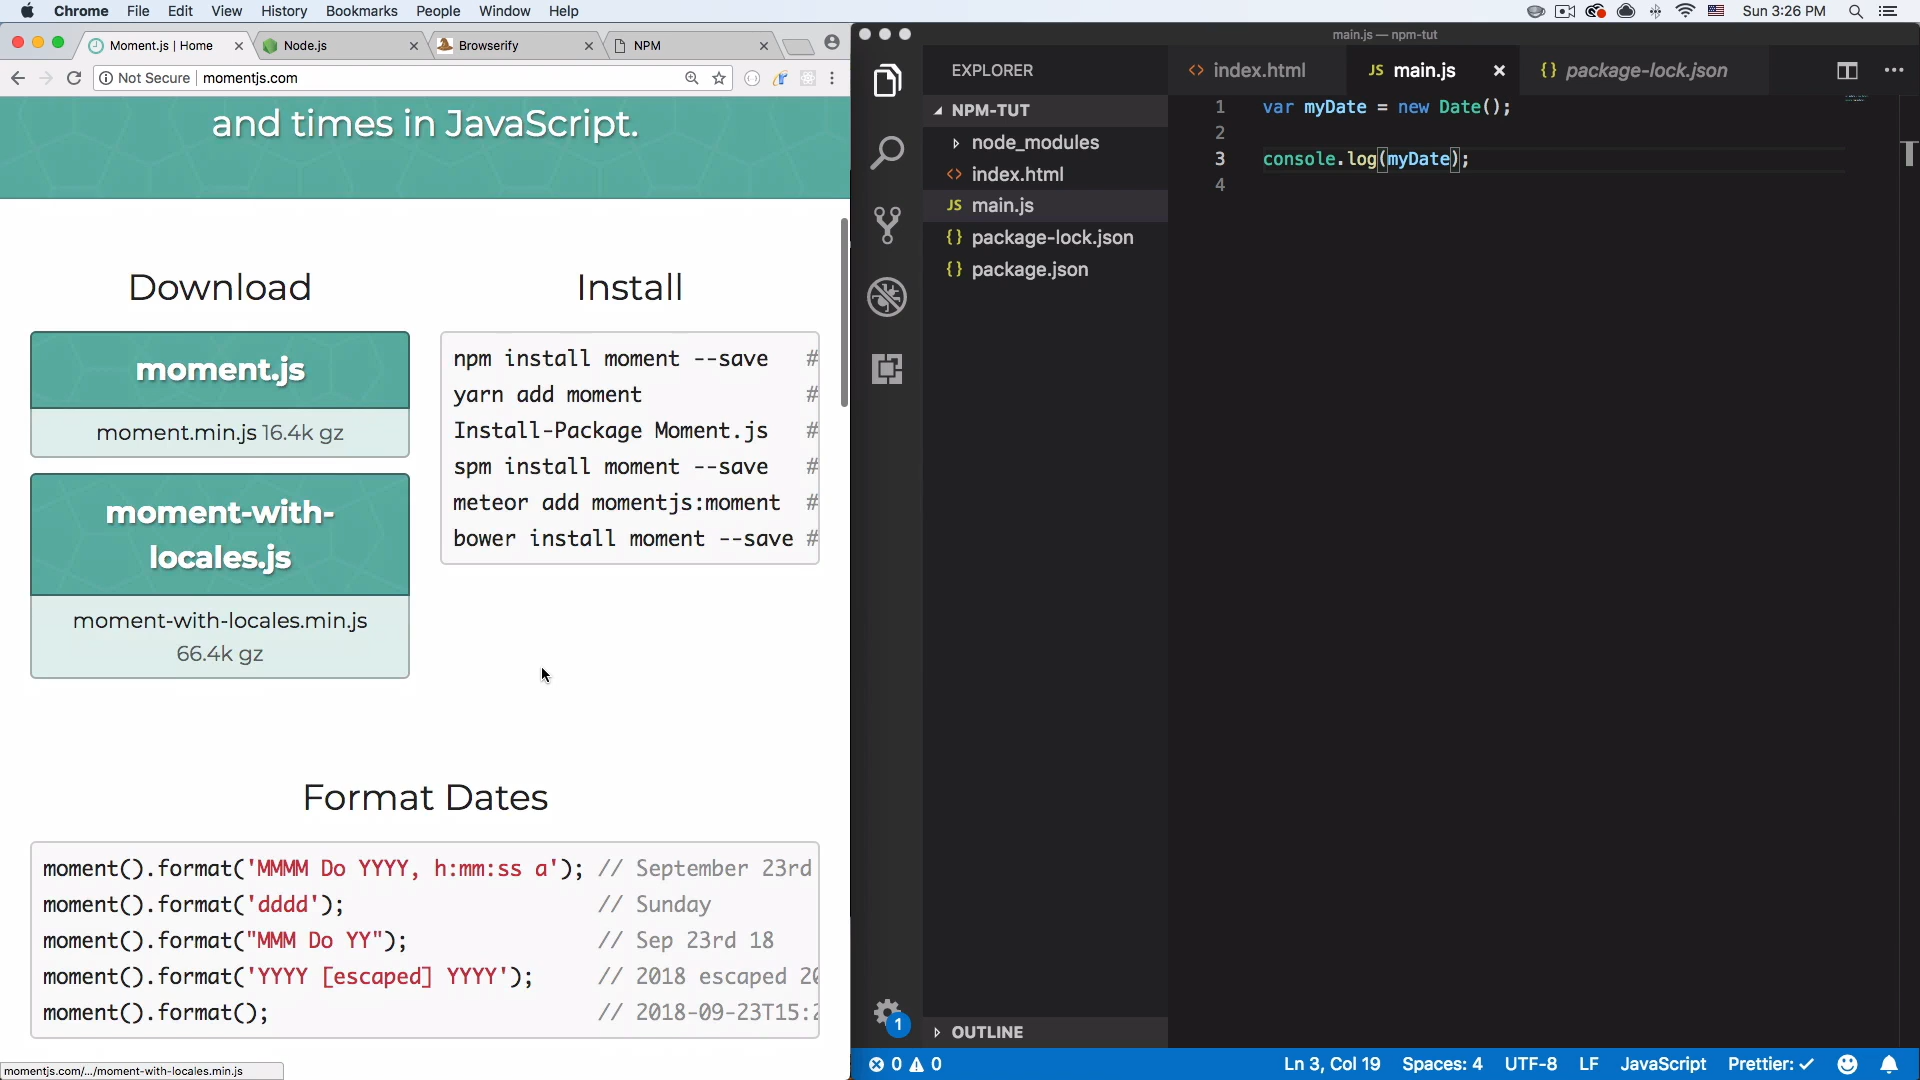 Chrome File Edit View History Bookmarks People Window Help
Sun 3:26 PM
Moment.js | Home
Node.js
Browserify
NPM
Not Secure momentjs.com
and times in JavaScript.
Download
moment.js
moment.min.js 16.4k gz
moment-with-
locales.js
moment-with-locales.min.js
66.4k gz
Install
npm install moment --save #
yarn add moment #
Install-Package Moment.js #
spm install moment --save #
meteor add momentjs:moment #
bower install moment --save #
Format Dates
moment().format('MMMM Do YYYY, h:mm:ss a'); // September 23rd
moment().format('dddd'); // Sunday
moment().format("MMM Do YY"); // Sep 23rd 18
moment().format('YYYY [escaped] YYYY'); // 2018 escaped 20
moment().format(); // 2018-09-23T15:2
momentjs.com/.../moment-with-locales.min.js
main.js — npm-tut
EXPLORER
NPM-TUT
node_modules
<> index.html
JS main.js
{} package-lock.json
{} package.json
OUTLINE
1
<> index.html
JS main.js ×
{} package-lock.json
1 var myDate = new Date();
2
3 console.log(myDate);
4
0 0
Ln 3, Col 19 Spaces: 4 UTF-8 LF JavaScript Prettier: ✓